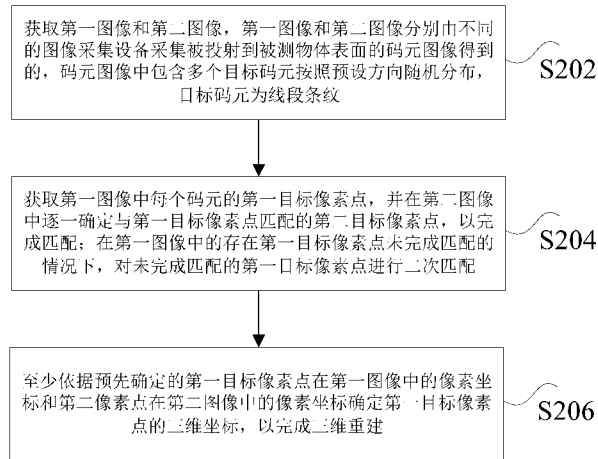 获取第一图像和第二图像，第一图像和第二图像分别由不同
的图像采集设备采集被投射到被测物体表面的码元图像得到
的，码元图像中包含多个目标码元按照预设方向随机分布，
目标码元为线段条纹
S202
获取第一图像中每个码元的第一目标像素点，并在第二图像
中逐一确定与第一目标像素点匹配的第二目标像素点，以完
成匹配；在第一图像中的存在第一目标像素点未完成匹配的
情况下，对未完成匹配的第一目标像素点进行二次匹配
S204
至少依据预先确定的第一目标像素点在第一图像中的像素坐
标和第二像素点在第二图像中的像素坐标确定第一目标像素
点的三维坐标，以完成三维重建
S206